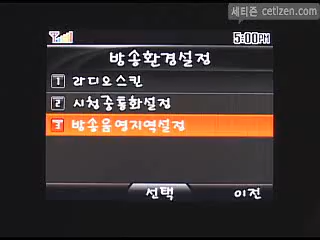 세티즌 cetizen.com
5:00PM
방송환경설정
1 라디오스킨
2 시청중통화설정
3 방송음영지역설정
선택 이전